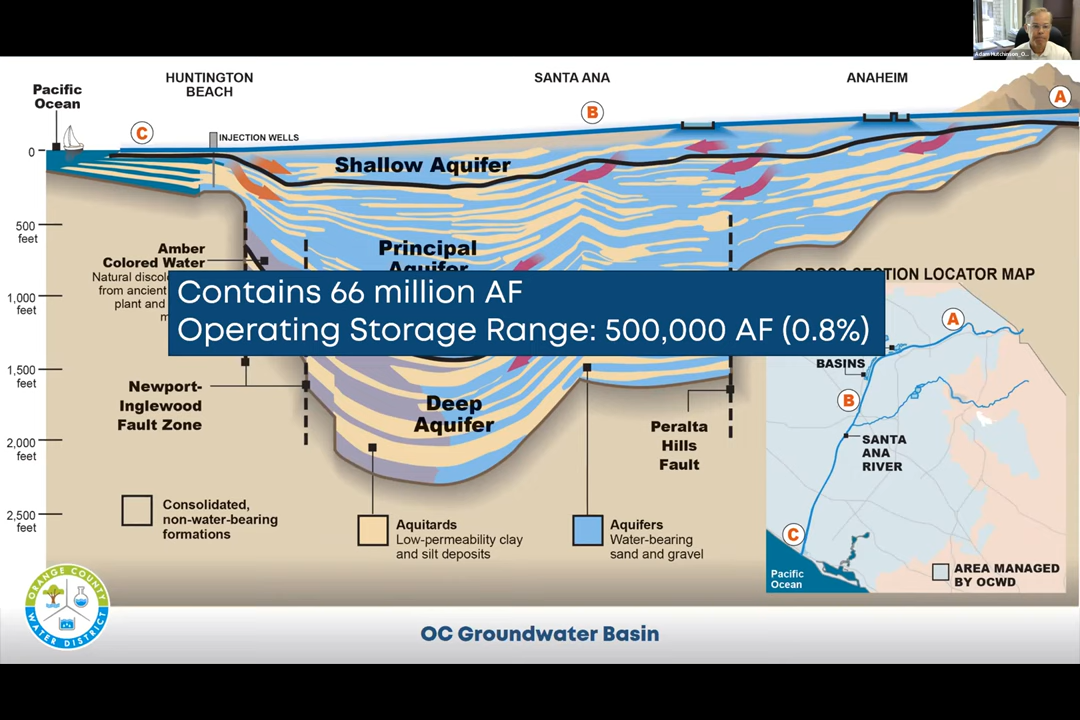 Adam Hutchinson_O...
HUNTINGTON
BEACH
SANTA ANA
ANAHEIM
Pacific
Ocean
A
B
C
INJECTION WELLS
0
Shallow Aquifer
500
feet
Principal
Aquifer
Amber
Colored Water
Natural discol
from ancient
plant and
m
1,000
feet
Contains 66 million AF
Operating Storage Range: 500,000 AF (0.8%)
CROSS SECTION LOCATOR MAP
A
BASINS
B
SANTA
ANA
RIVER
C
Pacific
Ocean
AREA MANAGED
BY OCWD
1,500
feet
Newport-
Inglewood
Fault Zone
Deep
Aquifer
Peralta
Hills
Fault
2,000
feet
2,500
feet
Consolidated,
non-water-bearing
formations
Aquitards
Low-permeability clay
and silt deposits
Aquifers
Water-bearing
sand and gravel
ORANGE COUNTY
WATER DISTRICT
OC Groundwater Basin